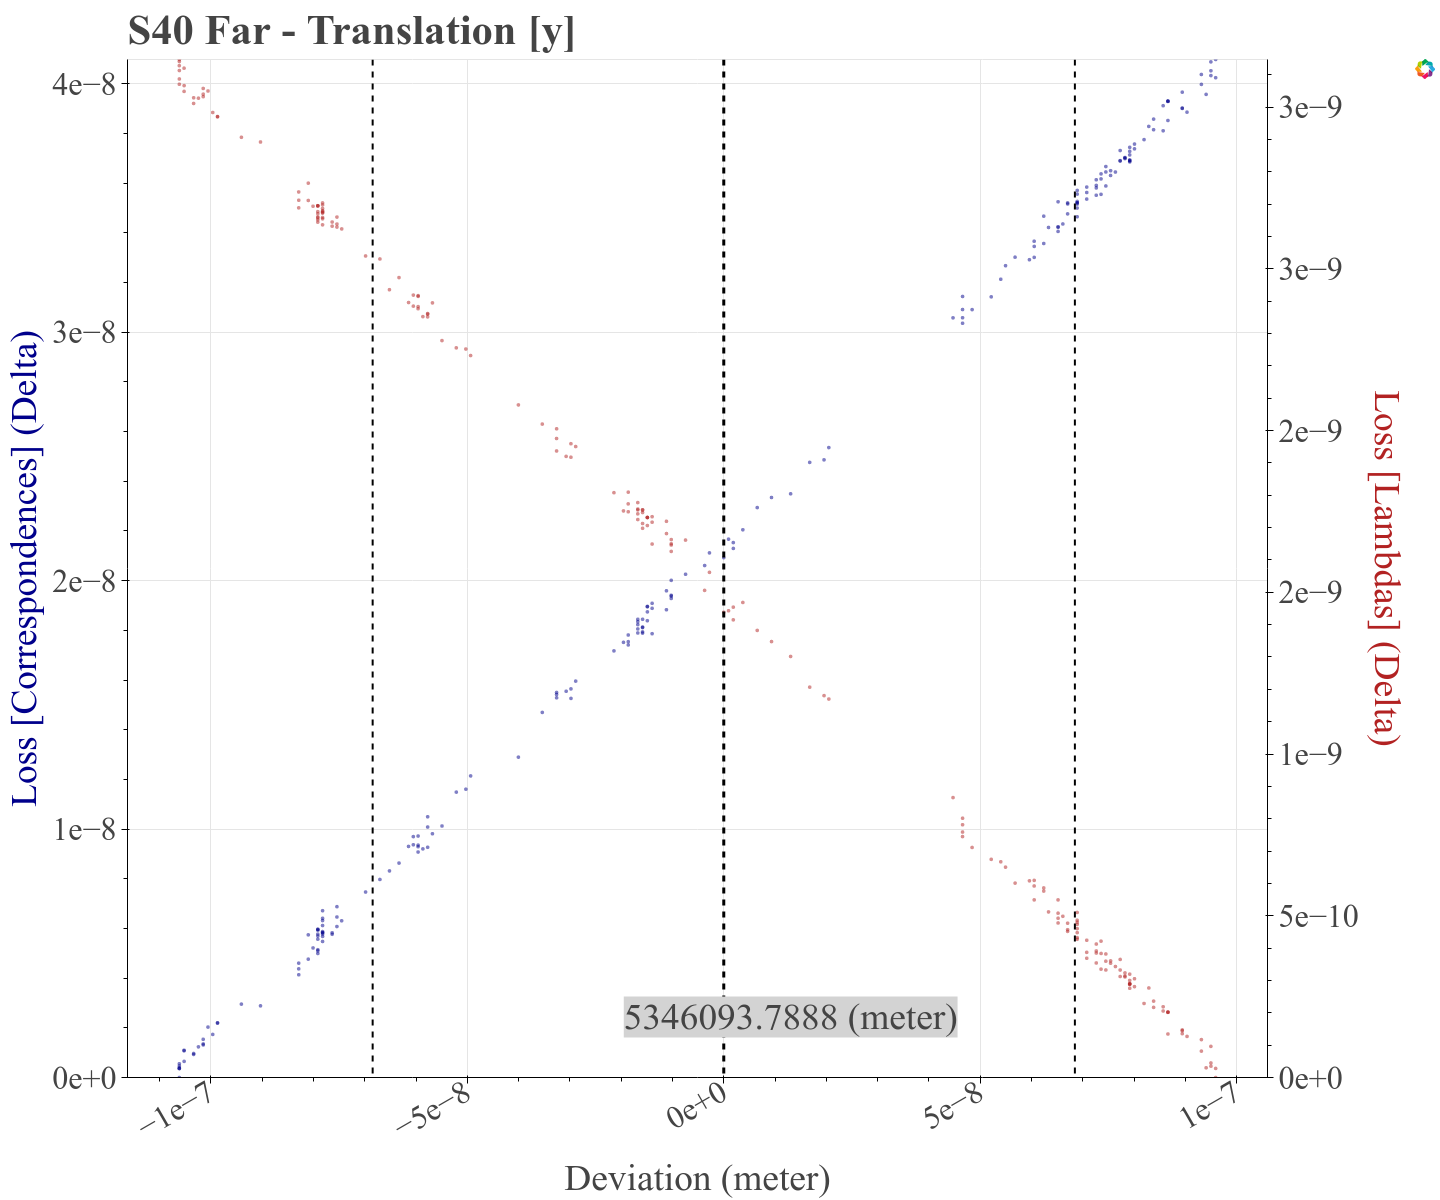 S40 Far - Translation [y]
4e−8
3e−8
2e−8
1e−8
0e+0
Loss [Correspondences] (Delta)
3e−9
3e−9
2e−9
2e−9
1e−9
5e−10
0e+0
Loss [Lambdas] (Delta)
5346093.7888 (meter)
−1e−7
−5e−8
0e+0
5e−8
1e−7
Deviation (meter)